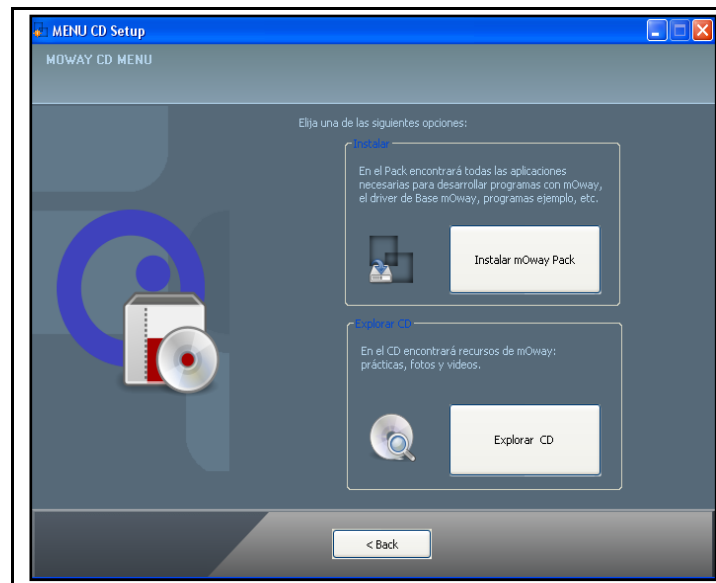 MENU CD Setup
MOWAY CD MENU
Elija una de las siguientes opciones:
Instalar
En el Pack encontrará todas las aplicaciones
necesarias para desarrollar programas con mOway,
el driver de Base mOway, programas ejemplo, etc.
Instalar mOway Pack
Explorar CD
En el CD encontrará recursos de mOway:
prácticas, fotos y videos.
Explorar CD
< Back